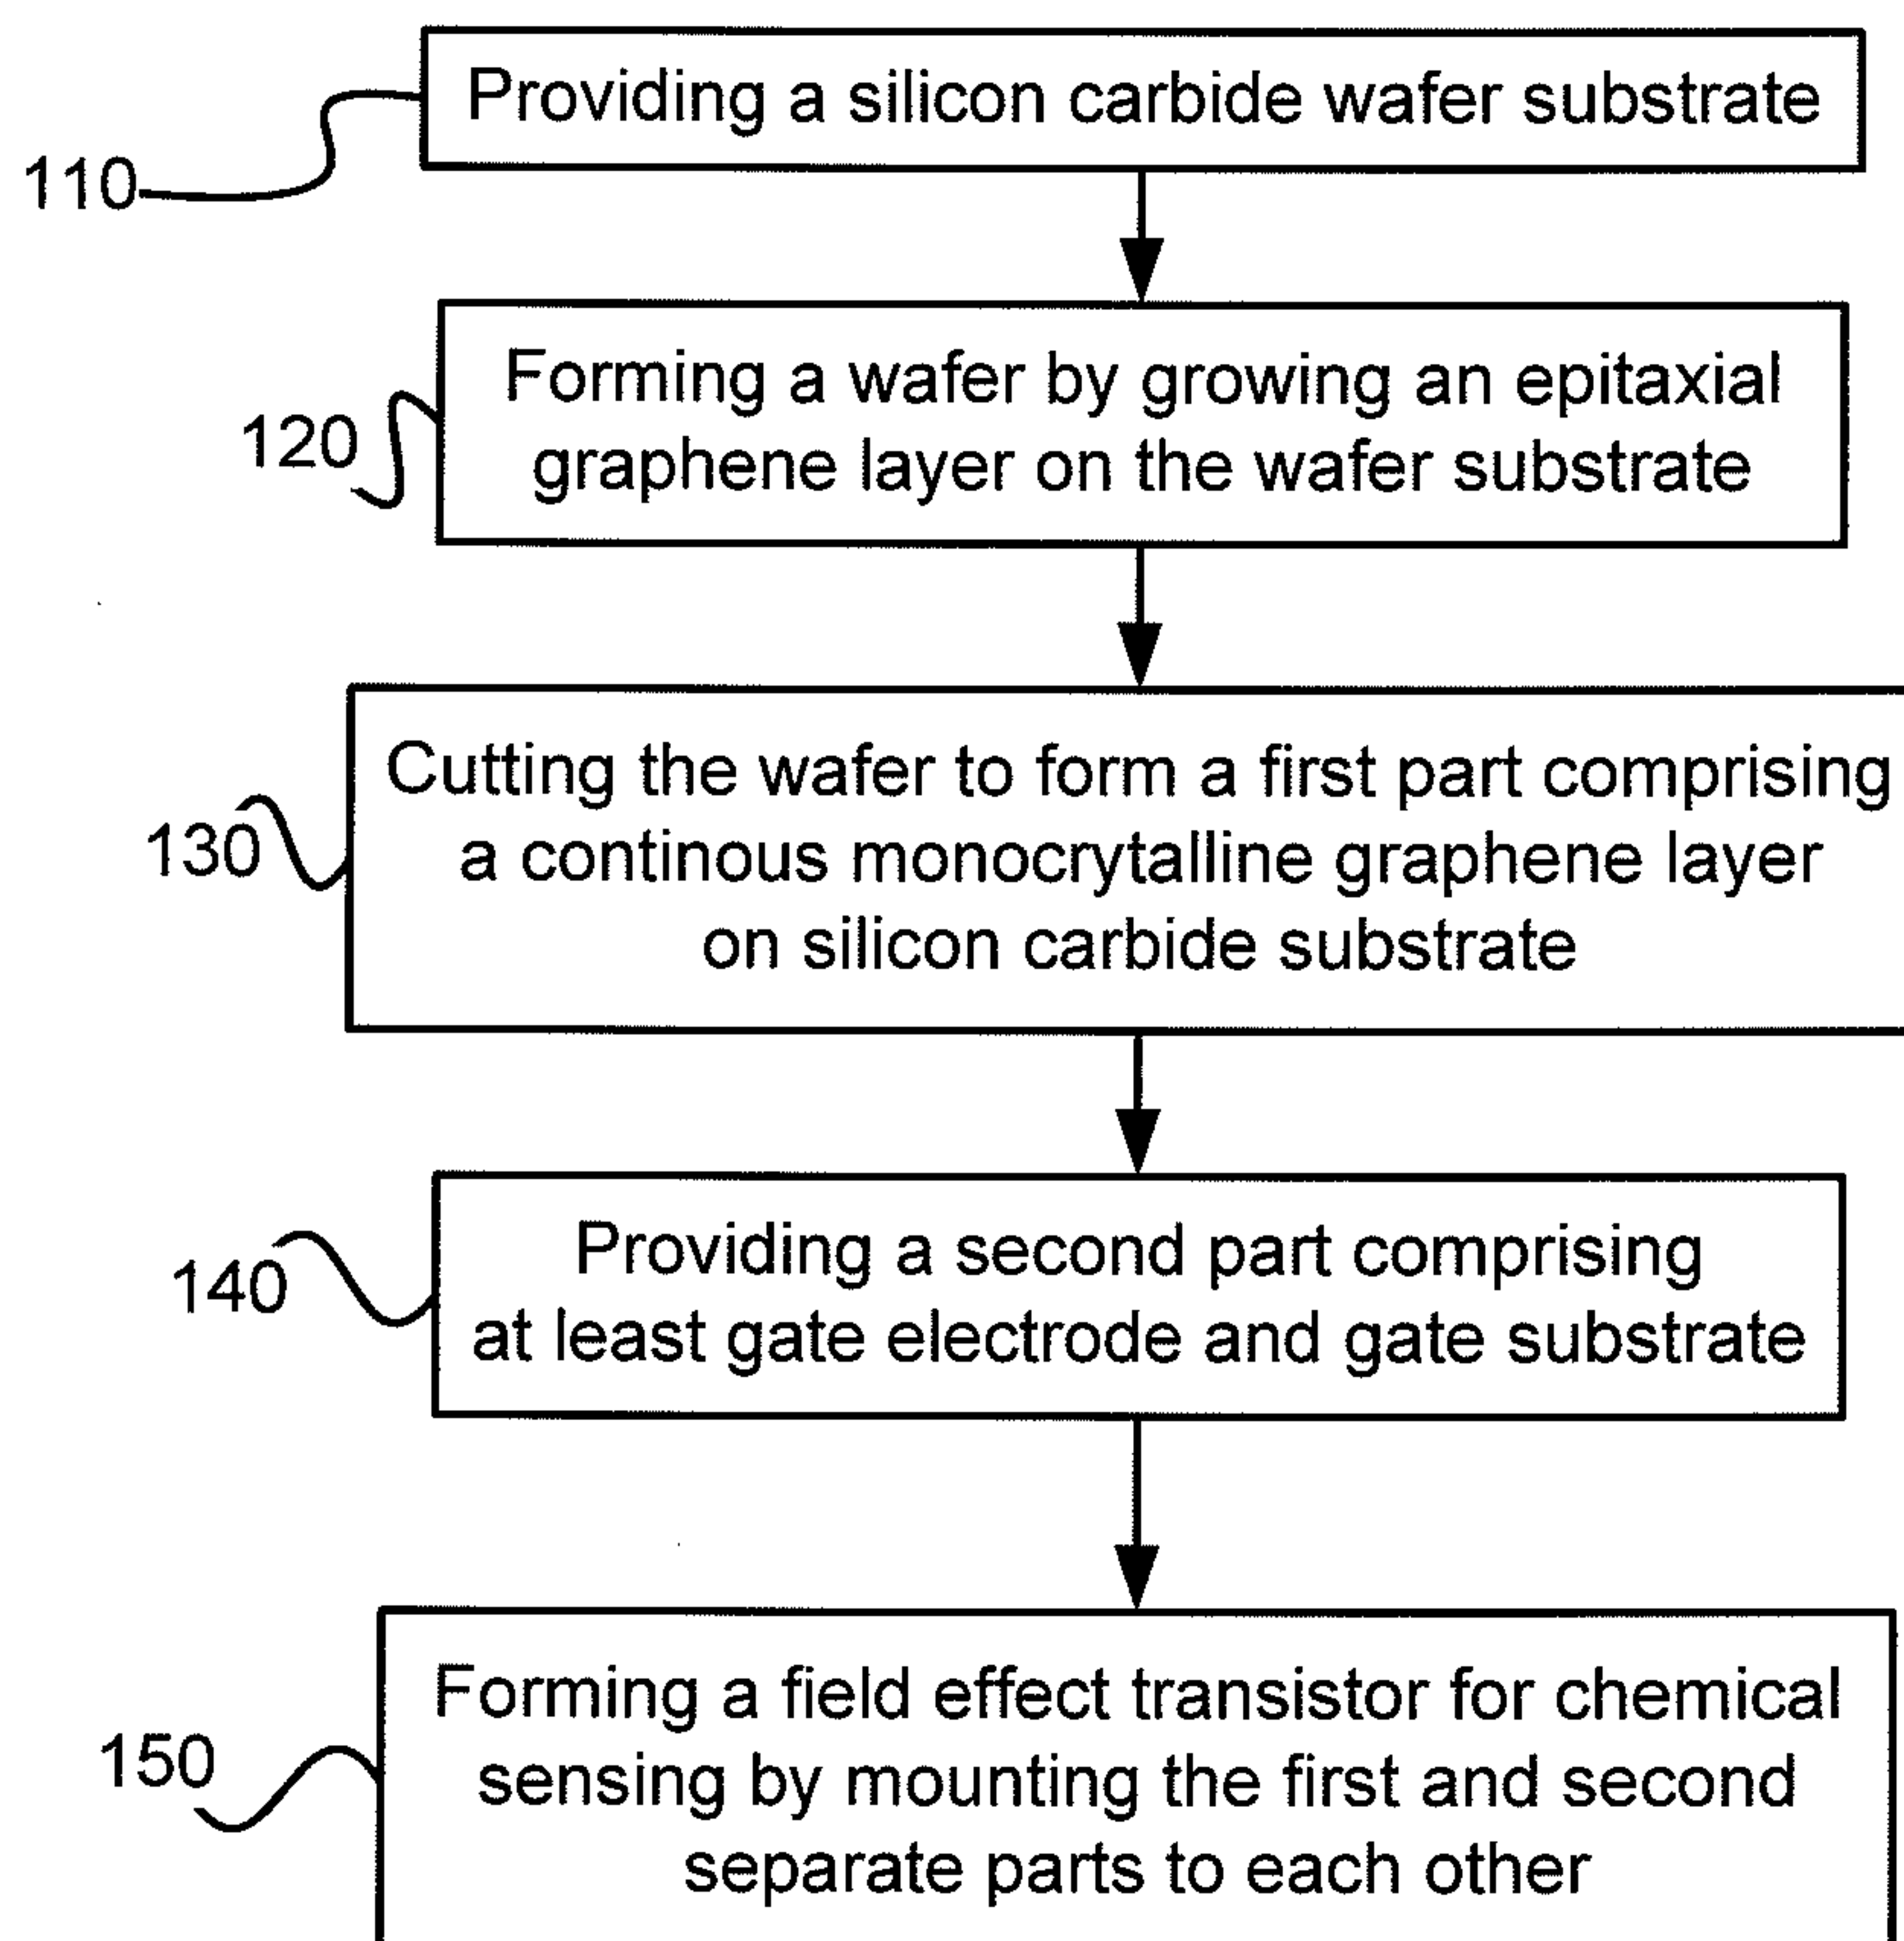 Providing a silicon carbide wafer substrate
110
Forming a wafer by growing an epitaxial
graphene layer on the wafer substrate
120
Cutting the wafer to form a first part comprising
a continous monocrytalline graphene layer
on silicon carbide substrate
130
Providing a second part comprising
at least gate electrode and gate substrate
140
Forming a field effect transistor for chemical
sensing by mounting the first and second
separate parts to each other
150